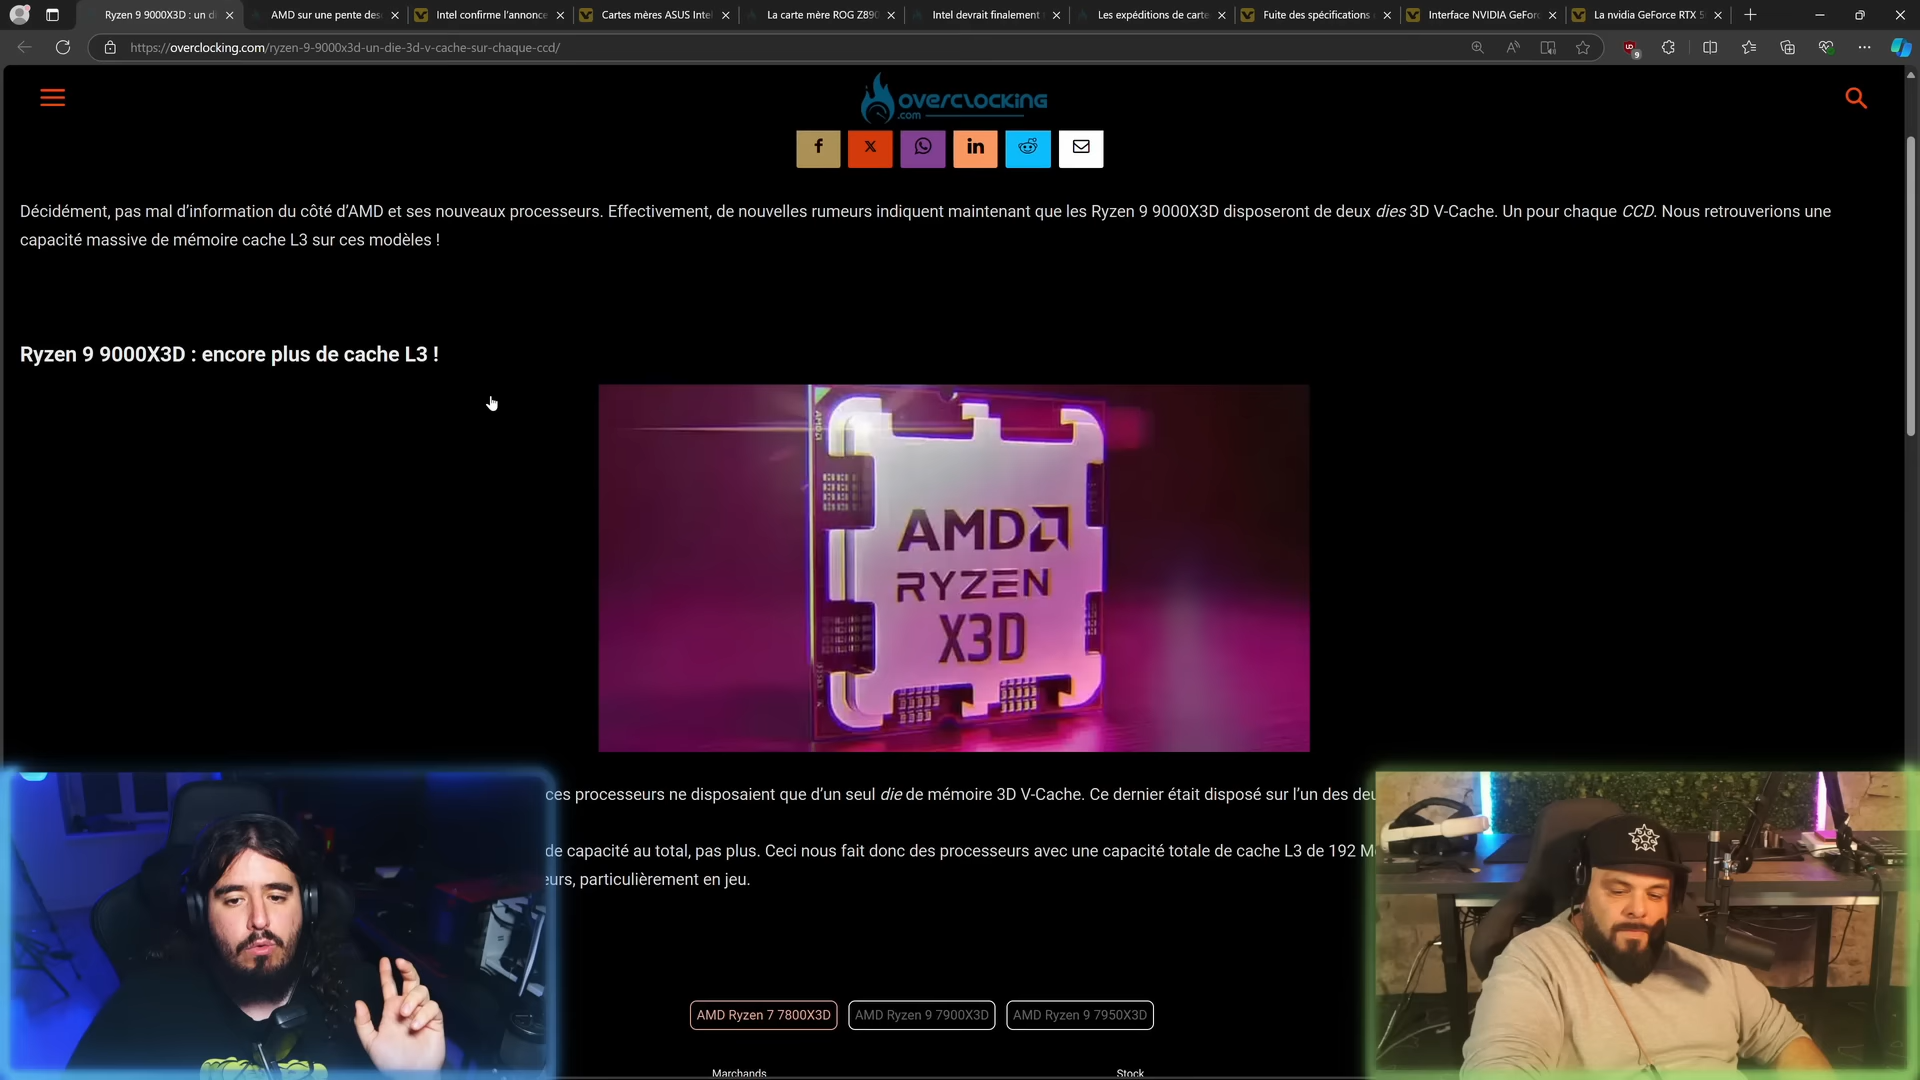 Ryzen 9 9000X3D : un di
AMD sur une pente des
Intel confirme l'annonce
Cartes mères ASUS Intel
La carte mère ROG Z890
Intel devrait finalement
Les expéditions de carte
Fuite des spécifications
Interface NVIDIA GeForc
La nvidia GeForce RTX 5
https://overclocking.com/ryzen-9-9000x3d-un-die-3d-v-cache-sur-chaque-ccd/
9
overclocking
.com
Décidément, pas mal d'information du côté d'AMD et ses nouveaux processeurs. Effectivement, de nouvelles rumeurs indiquent maintenant que les Ryzen 9 9000X3D disposeront de deux dies 3D V-Cache. Un pour chaque CCD. Nous retrouverions une
capacité massive de mémoire cache L3 sur ces modèles !
Ryzen 9 9000X3D : encore plus de cache L3 !
AMD
RYZEN
X3D
ces processeurs ne disposaient que d'un seul die de mémoire 3D V-Cache. Ce dernier était disposé sur l'un des deu
de capacité au total, pas plus. Ceci nous fait donc des processeurs avec une capacité totale de cache L3 de 192 M
eurs, particulièrement en jeu.
AMD Ryzen 7 7800X3D
AMD Ryzen 9 7900X3D
AMD Ryzen 9 7950X3D
Marchands
Stock